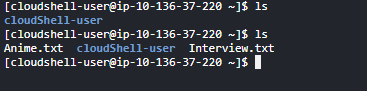 [cloudshell-user@ip-10-136-37-220 ~]$ ls
cloudShell-user
[cloudshell-user@ip-10-136-37-220 ~]$ ls
Anime.txt  cloudShell-user  Interview.txt
[cloudshell-user@ip-10-136-37-220 ~]$